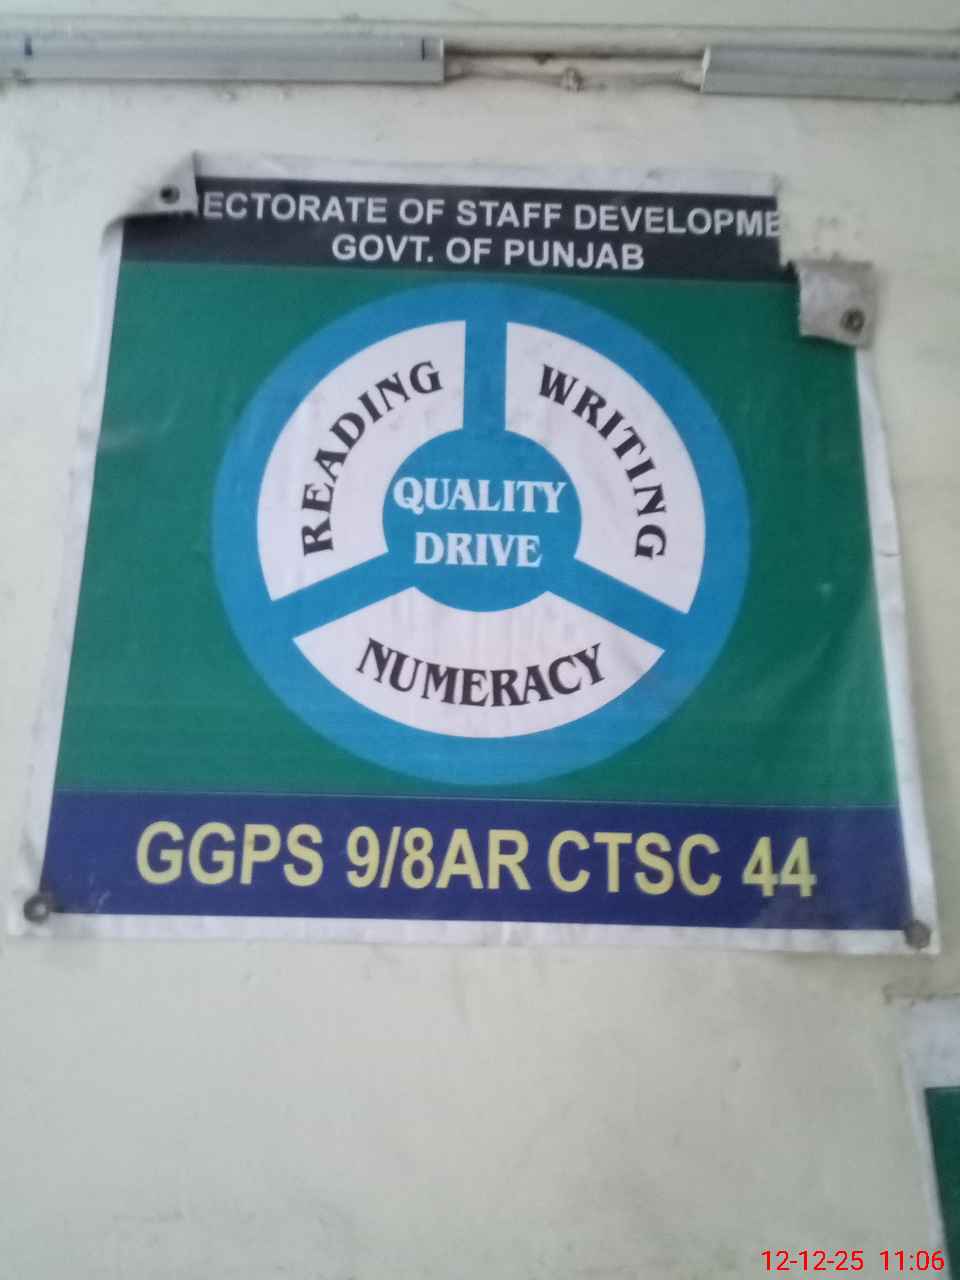 ECTORATE OF STAFF DEVELOPME
GOVT. OF PUNJAB
READING
WRITING
QUALITY
DRIVE
NUMERACY
GGPS 9/8AR CTSC 44
12-12-25 11:06